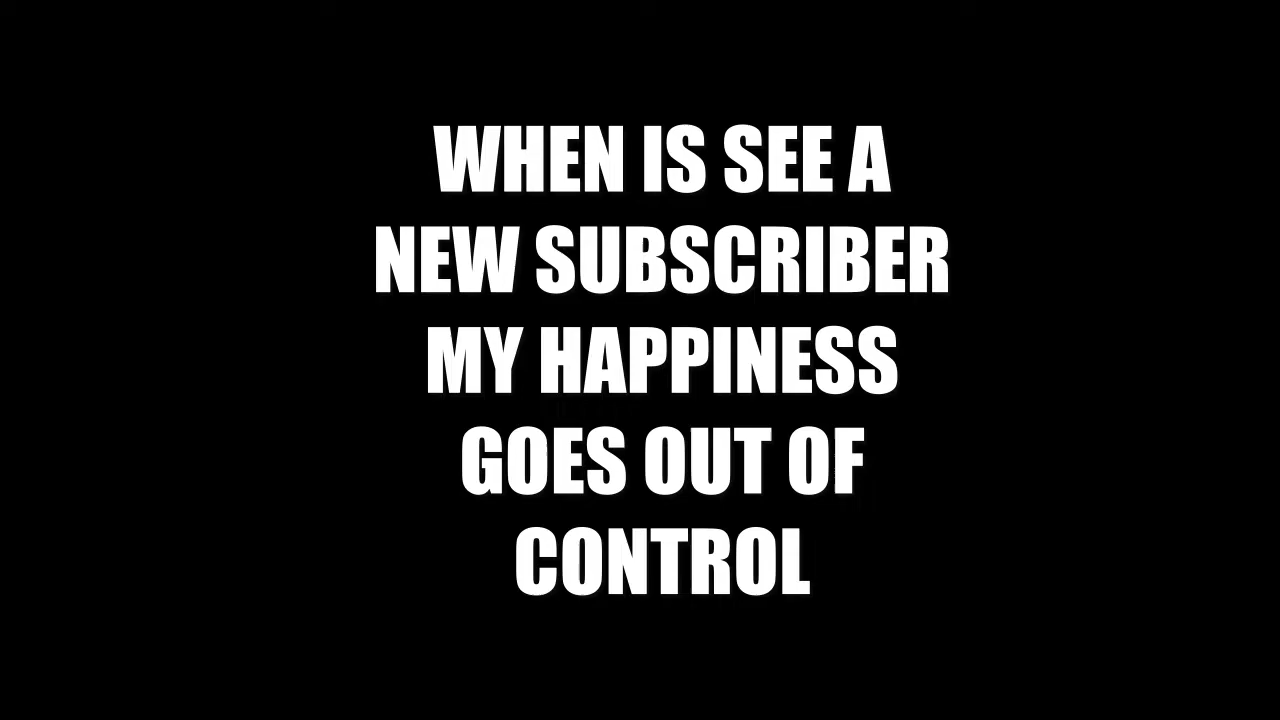 WHEN IS SEE A
NEW SUBSCRIBER
MY HAPPINESS
GOES OUT OF
CONTROL